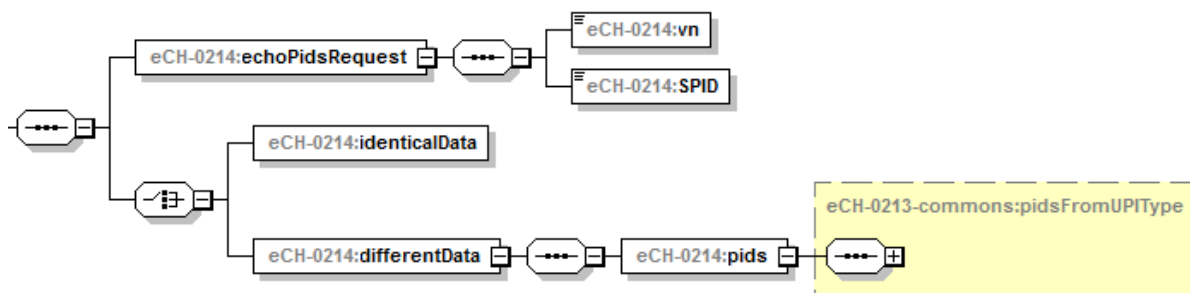 eCH-0214:vn
eCH-0214:echoPidsRequest
eCH-0214:SPID
eCH-0214:identicalData
eCH-0213-commons:pidsFromUPIType
eCH-0214:differentData
eCH-0214:pids